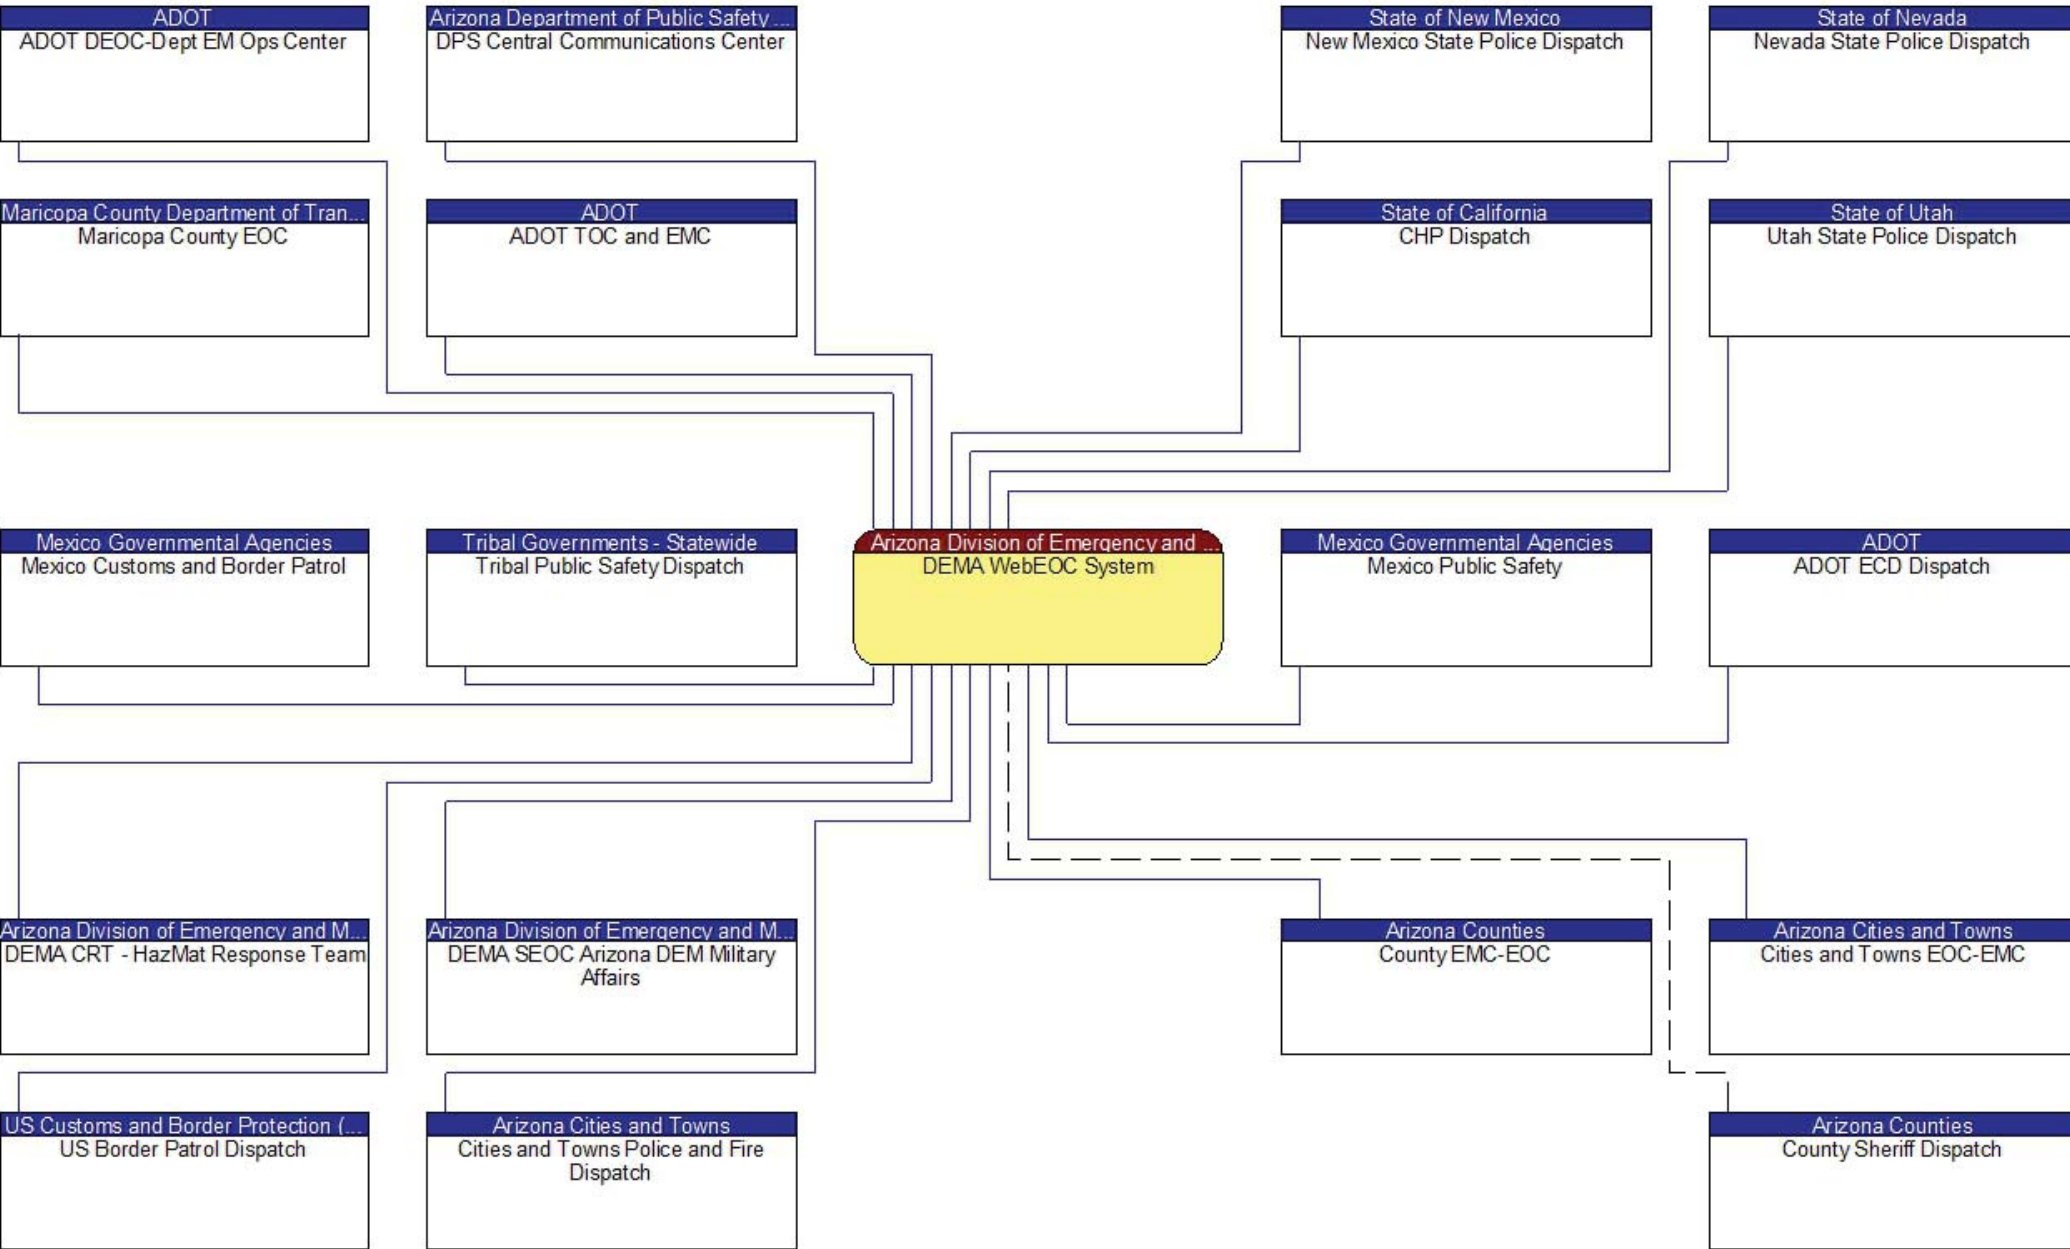 ADOT
ADOT DEOC-Dept EM Ops Center
Arizona Department of Public Safety ...
DPS Central Communications Center
State of New Mexico
New Mexico State Police Dispatch
State of Nevada
Nevada State Police Dispatch
Maricopa County Department of Tran...
Maricopa County EOC
ADOT
ADOT TOC and EMC
State of California
CHP Dispatch
State of Utah
Utah State Police Dispatch
Mexico Governmental Agencies
Mexico Customs and Border Patrol
Tribal Governments - Statewide
Tribal Public Safety Dispatch
Arizona Division of Emergency and ...
DEMA WebEOC System
Mexico Governmental Agencies
Mexico Public Safety
ADOT
ADOT ECD Dispatch
Arizona Division of Emergency and M...
DEMA CRT - HazMat Response Team
Arizona Division of Emergency and M...
DEMA SEOC Arizona DEM Military
Affairs
Arizona Counties
County EMC-EOC
Arizona Cities and Towns
Cities and Towns EOC-EMC
US Customs and Border Protection (...
US Border Patrol Dispatch
Arizona Cities and Towns
Cities and Towns Police and Fire
Dispatch
Arizona Counties
County Sheriff Dispatch